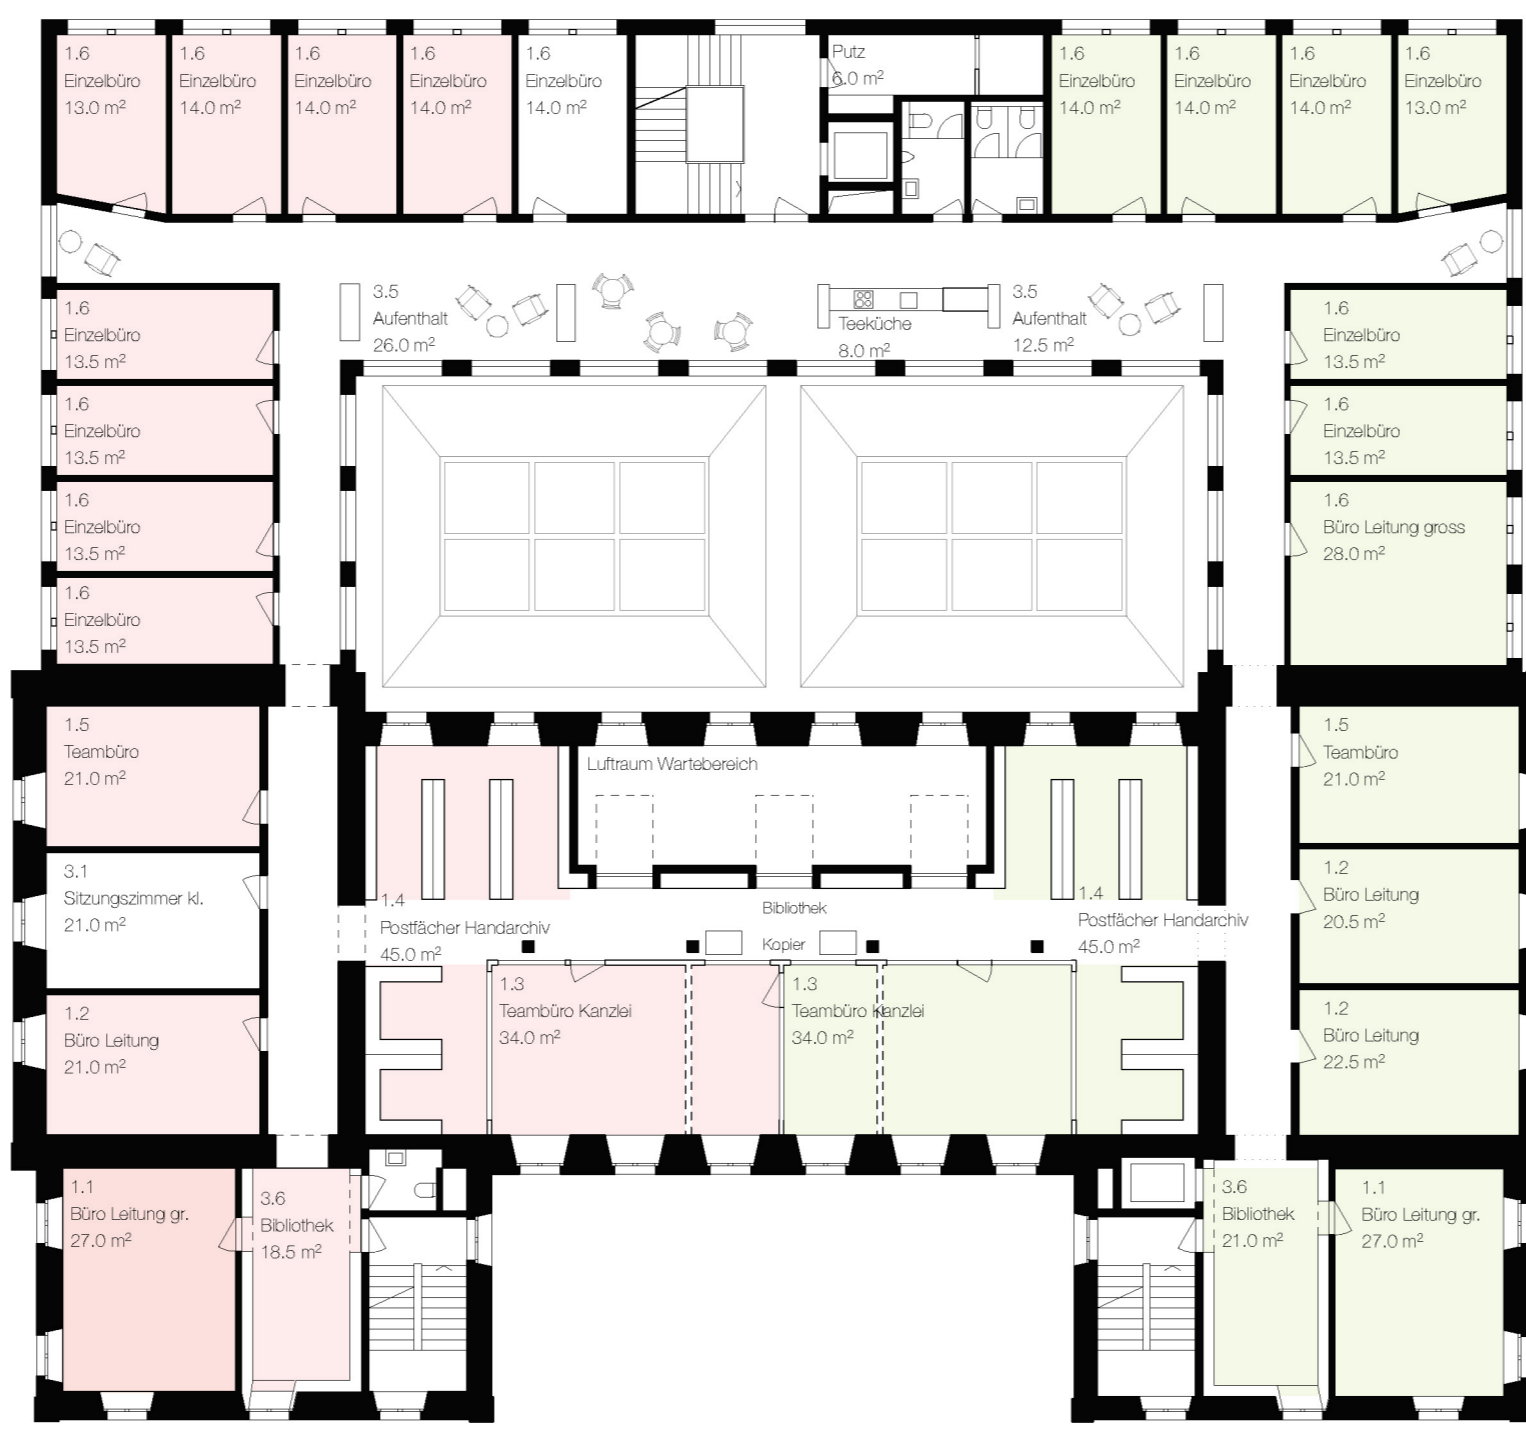 1.6
Einzelbüro
13.0 m²
1.6
Einzelbüro
14.0 m²
1.6
Einzelbüro
14.0 m²
1.6
Einzelbüro
14.0 m²
1.6
Einzelbüro
14.0 m²
Putz
6.0 m²
1.6
Einzelbüro
14.0 m²
1.6
Einzelbüro
14.0 m²
1.6
Einzelbüro
14.0 m²
1.6
Einzelbüro
13.0 m²
1.6
Einzelbüro
13.5 m²
3.5
Aufenthalt
26.0 m²
Teeküche
8.0 m²
3.5
Aufenthalt
12.5 m²
1.6
Einzelbüro
13.5 m²
1.6
Einzelbüro
13.5 m²
1.6
Einzelbüro
13.5 m²
1.6
Einzelbüro
13.5 m²
1.6
Büro Leitung gross
28.0 m²
1.6
Einzelbüro
13.5 m²
1.5
Teambüro
21.0 m²
Luftraum Wartebereich
1.5
Teambüro
21.0 m²
3.1
Sitzungszimmer kl.
21.0 m²
1.4
Postfächer Handarchiv
45.0 m²
Bibliothek
Kopier
1.4
Postfächer Handarchiv
45.0 m²
1.2
Büro Leitung
20.5 m²
1.2
Büro Leitung
21.0 m²
1.3
Teambüro Kanzlei
34.0 m²
1.3
Teambüro Kanzlei
34.0 m²
1.2
Büro Leitung
22.5 m²
1.1
Büro Leitung gr.
27.0 m²
3.6
Bibliothek
18.5 m²
3.6
Bibliothek
21.0 m²
1.1
Büro Leitung gr.
27.0 m²